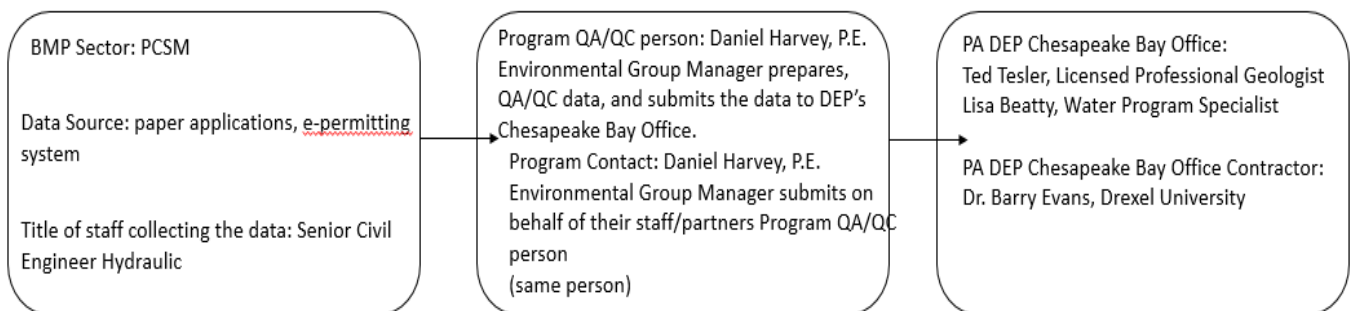 BMP Sector: PCSM
Data Source: paper applications, e-permitting
system
Title of staff collecting the data: Senior Civil
Engineer Hydraulic
Program QA/QC person: Daniel Harvey, P.E.
Environmental Group Manager prepares,
QA/QC data, and submits the data to DEP’s
Chesapeake Bay Office.
Program Contact: Daniel Harvey, P.E.
Environmental Group Manager submits on
behalf of their staff/partners Program QA/QC
person
(same person)
PA DEP Chesapeake Bay Office:
Ted Tesler, Licensed Professional Geologist
Lisa Beatty, Water Program Specialist
PA DEP Chesapeake Bay Office Contractor:
Dr. Barry Evans, Drexel University